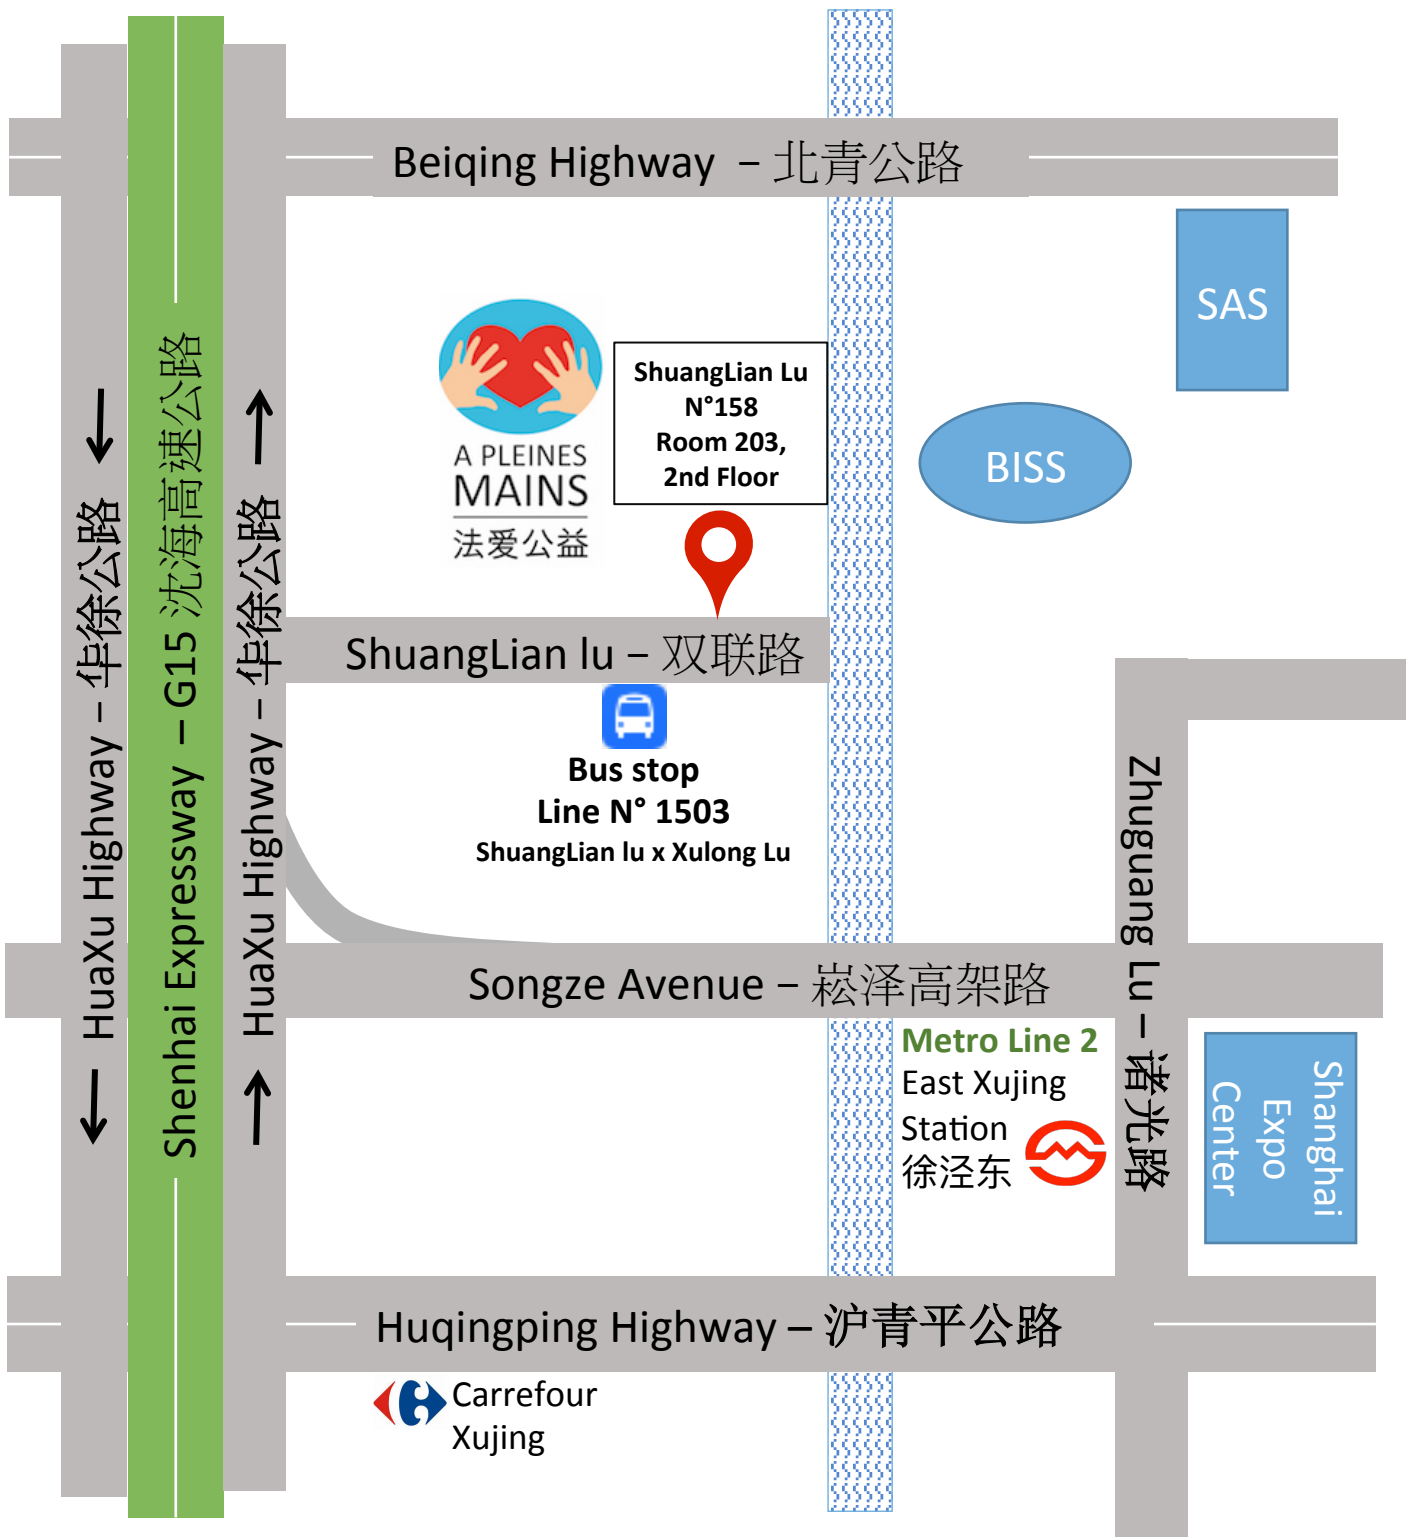 Beiqing Highway – 北青公路
SAS
A PLEINES
MAINS
法爱公益
ShuangLian Lu
N°158
Room 203,
2nd Floor
BISS
HuaXu Highway – 华徐公路
Shenhai Expressway – G15 沈海高速公路
HuaXu Highway – 华徐公路
ShuangLian lu – 双联路
Bus stop
Line N° 1503
ShuangLian lu x Xulong Lu
Zhuguang Lu – 诸光路
Songze Avenue – 崧泽高架路
Metro Line 2
East Xujing
Station
徐泾东
Shanghai
Expo
Center
Huqingping Highway – 沪青平公路
Carrefour
Xujing